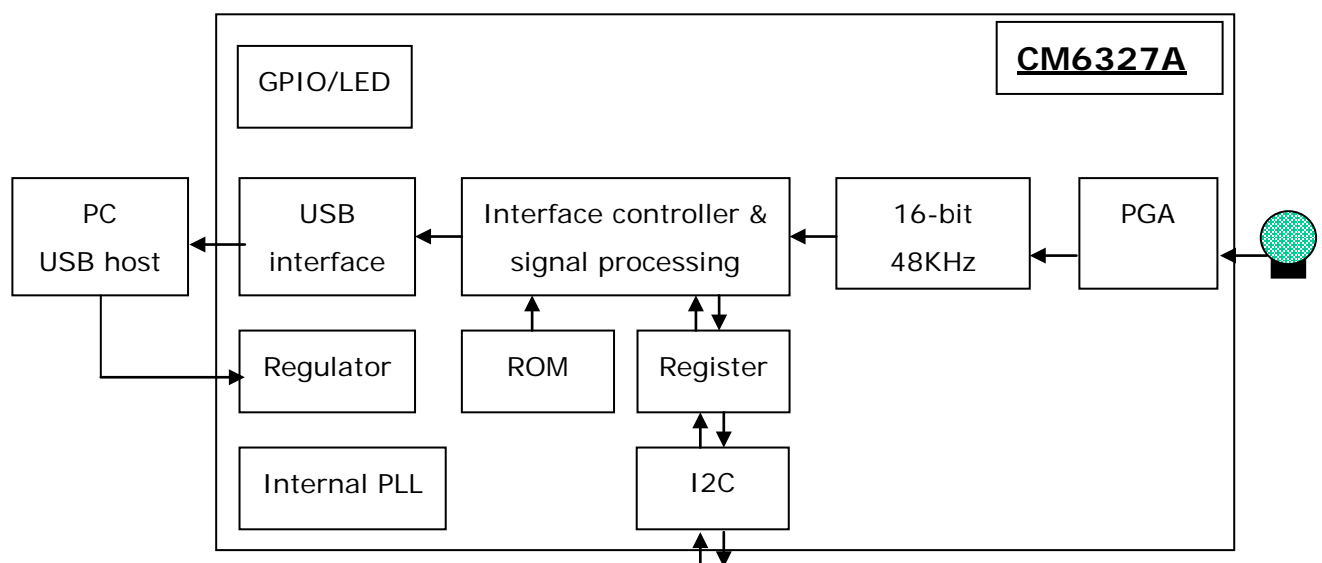 CM6327A
GPIO/LED
PC
USB host
USB
interface
Interface controller &
signal processing
16-bit
48KHz
PGA
Regulator
ROM
Register
Internal PLL
I2C